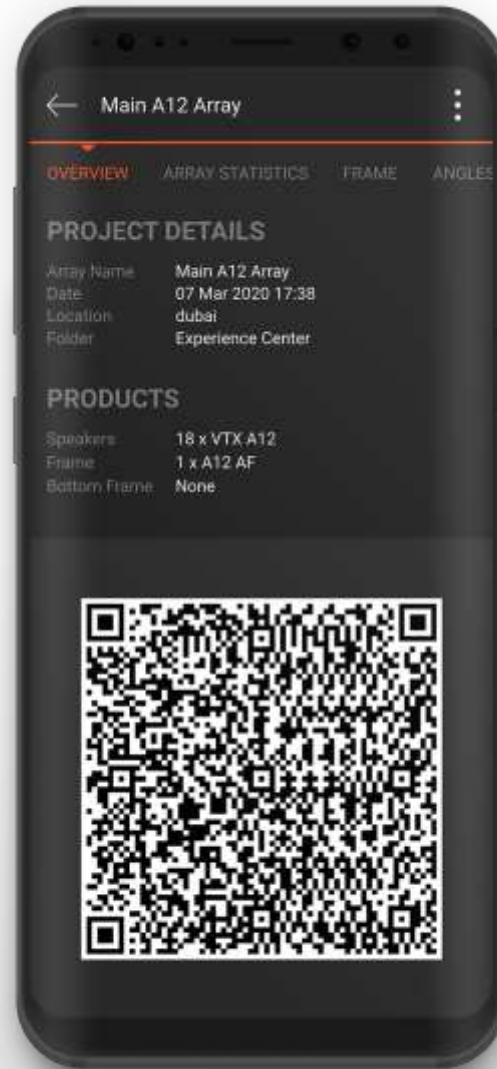 Main A12 Array
OVERVIEW ARRAY STATISTICS FRAME ANGLES
PROJECT DETAILS
Array Name Main A12 Array
Date 07 Mar 2020 17:38
Location dubai
Folder Experience Center
PRODUCTS
Speakers 18 x VTX A12
Frame 1 x A12 AF
Bottom Frame None